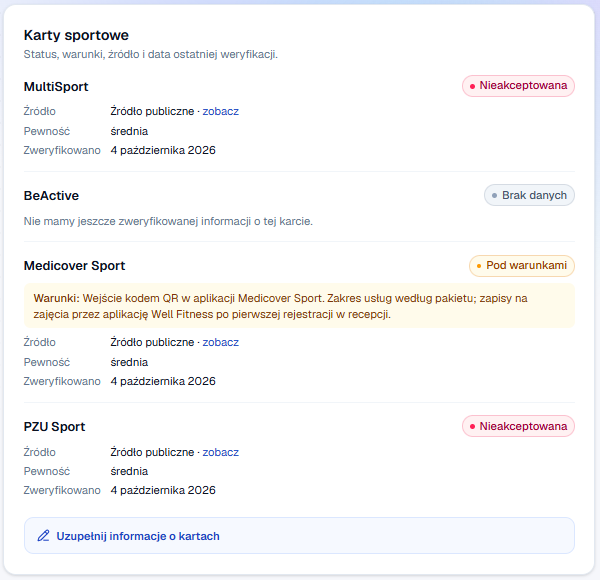 Karty sportowe
Status, warunki, źródło i data ostatniej weryfikacji.
MultiSport
Nieakceptowana
Źródło Źródło publiczne · zobacz
Pewność średnia
Zweryfikowano 4 października 2026
BeActive
Brak danych
Nie mamy jeszcze zweryfikowanej informacji o tej karcie.
Medicover Sport
Pod warunkami
Warunki: Wejście kodem QR w aplikacji Medicover Sport. Zakres usług według pakietu; zapisy na
zajęcia przez aplikację Well Fitness po pierwszej rejestracji w recepcji.
Źródło Źródło publiczne · zobacz
Pewność średnia
Zweryfikowano 4 października 2026
PZU Sport
Nieakceptowana
Źródło Źródło publiczne · zobacz
Pewność średnia
Zweryfikowano 4 października 2026
Uzupełnij informacje o kartach